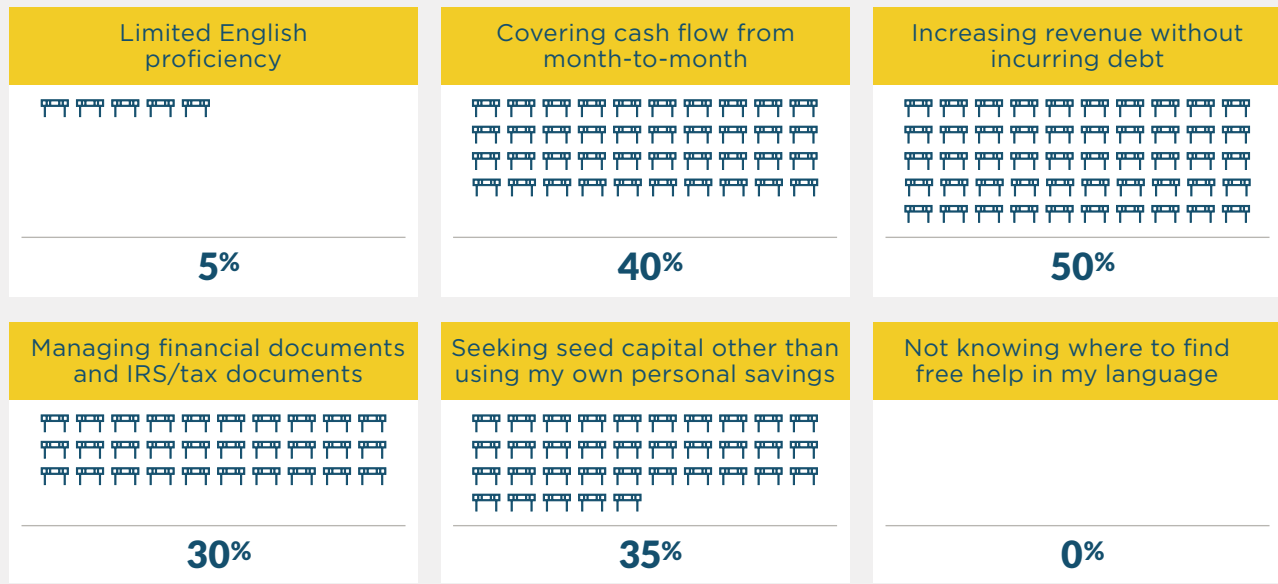 Limited English
proficiency
5%
Covering cash flow from
month-to-month
40%
Increasing revenue without
incurring debt
50%
Managing financial documents
and IRS/tax documents
30%
Seeking seed capital other than
using my own personal savings
35%
Not knowing where to find
free help in my language
0%